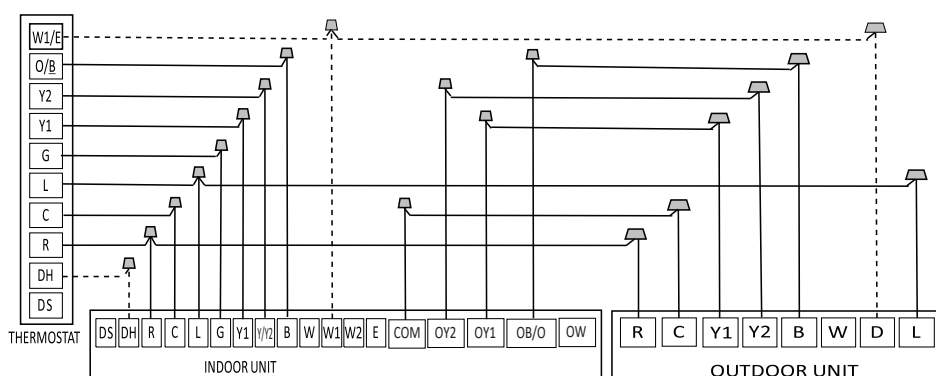 W1/E
O/B
Y2
Y1
G
L
C
R
DH
DS
THERMOSTAT
DS DH R C L G Y1 Y/Y2 B W W1 W2 E COM OY2 OY1 OB/O OW
INDOOR UNIT
R C Y1 Y2 B W D L
OUTDOOR UNIT